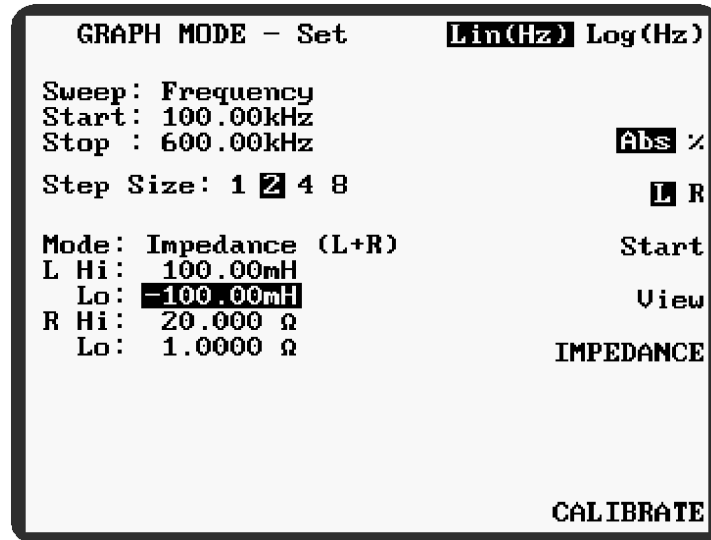 GRAPH MODE – Set Lin(Hz) Log(Hz)
Sweep: Frequency
Start: 100.00kHz
Stop : 600.00kHz
Abs %
Step Size: 1 2 4 8
L R
Mode: Impedance (L+R)
Start
L Hi: 100.00mH
Lo: -100.00mH
View
R Hi: 20.000 Ω
Lo: 1.0000 Ω
IMPEDANCE
CALIBRATE